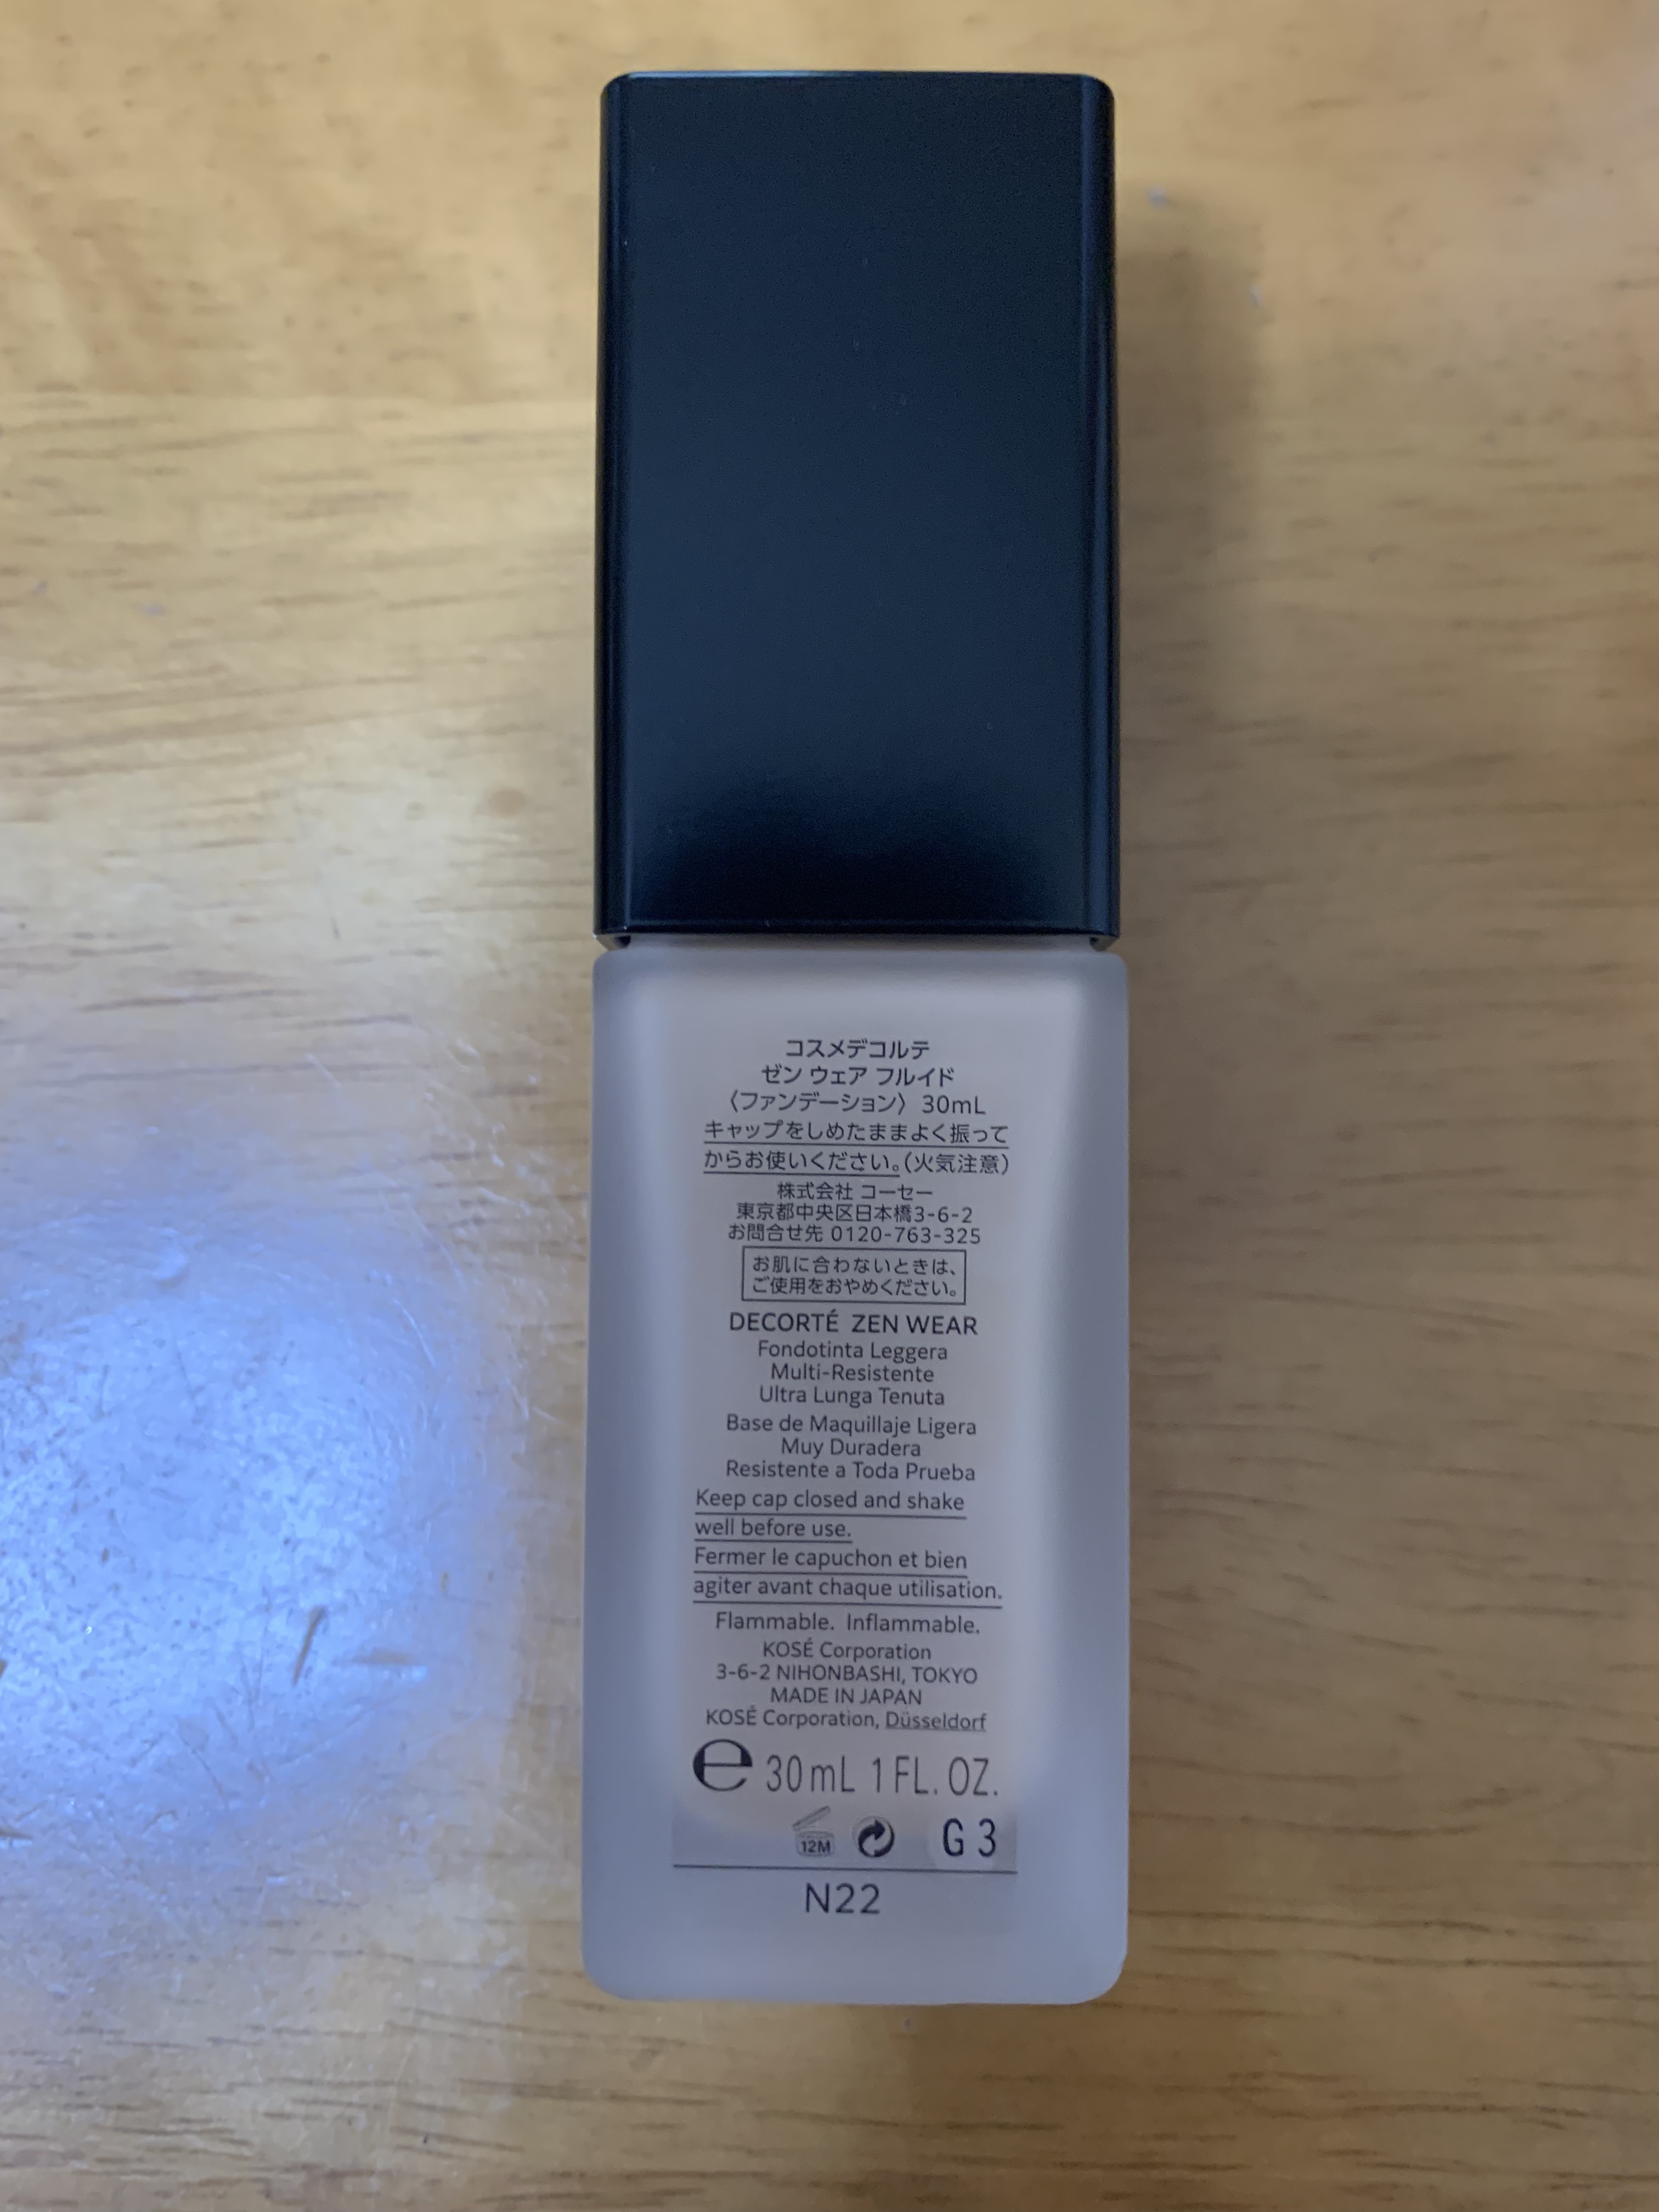 コスメデコルテ
ゼン ウェア フルイド
〈ファンデーション〉 30mL
キャップをしめたままよく振って
からお使いください。(火気注意)
株式会社 コーセー
東京都中央区日本橋3-6-2
お問合せ先 0120-763-325
お肌に合わないときは、
ご使用をおやめください。
DECORTÉ ZEN WEAR
Fondotinta Leggera
Multi-Resistente
Ultra Lunga Tenuta
Base de Maquillaje Ligera
Muy Duradera
Resistente a Toda Prueba
Keep cap closed and shake
well before use.
Fermer le capuchon et bien
agiter avant chaque utilisation.
Flammable. Inflammable.
KOSÉ Corporation
3-6-2 NIHONBASHI, TOKYO
MADE IN JAPAN
KOSÉ Corporation, Düsseldorf
℮ 30mL 1 FL. OZ.
12M G 3
N22